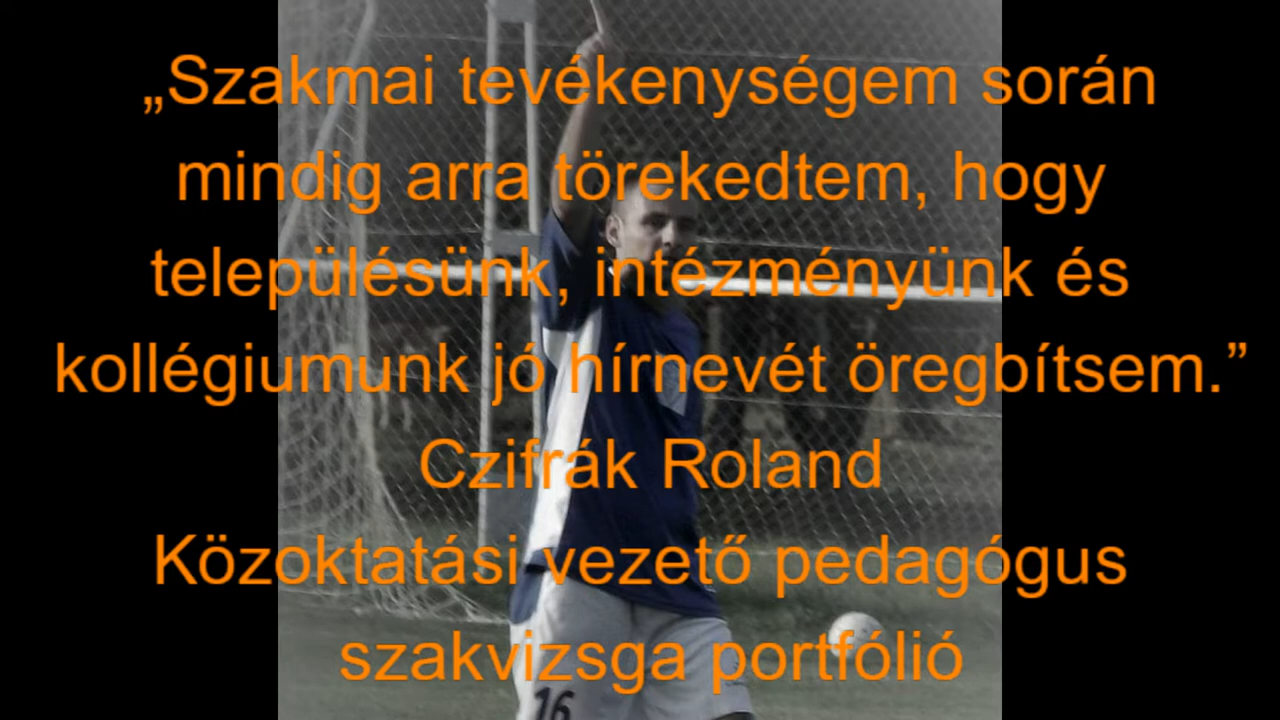 „Szakmai tevékenységem során
mindig arra törekedtem, hogy
településünk, intézményünk és
kollégiumunk jó hírnevét öregbítsem.”
Czifrák Roland
Közoktatási vezető pedagógus
szakvizsga portfólió
16